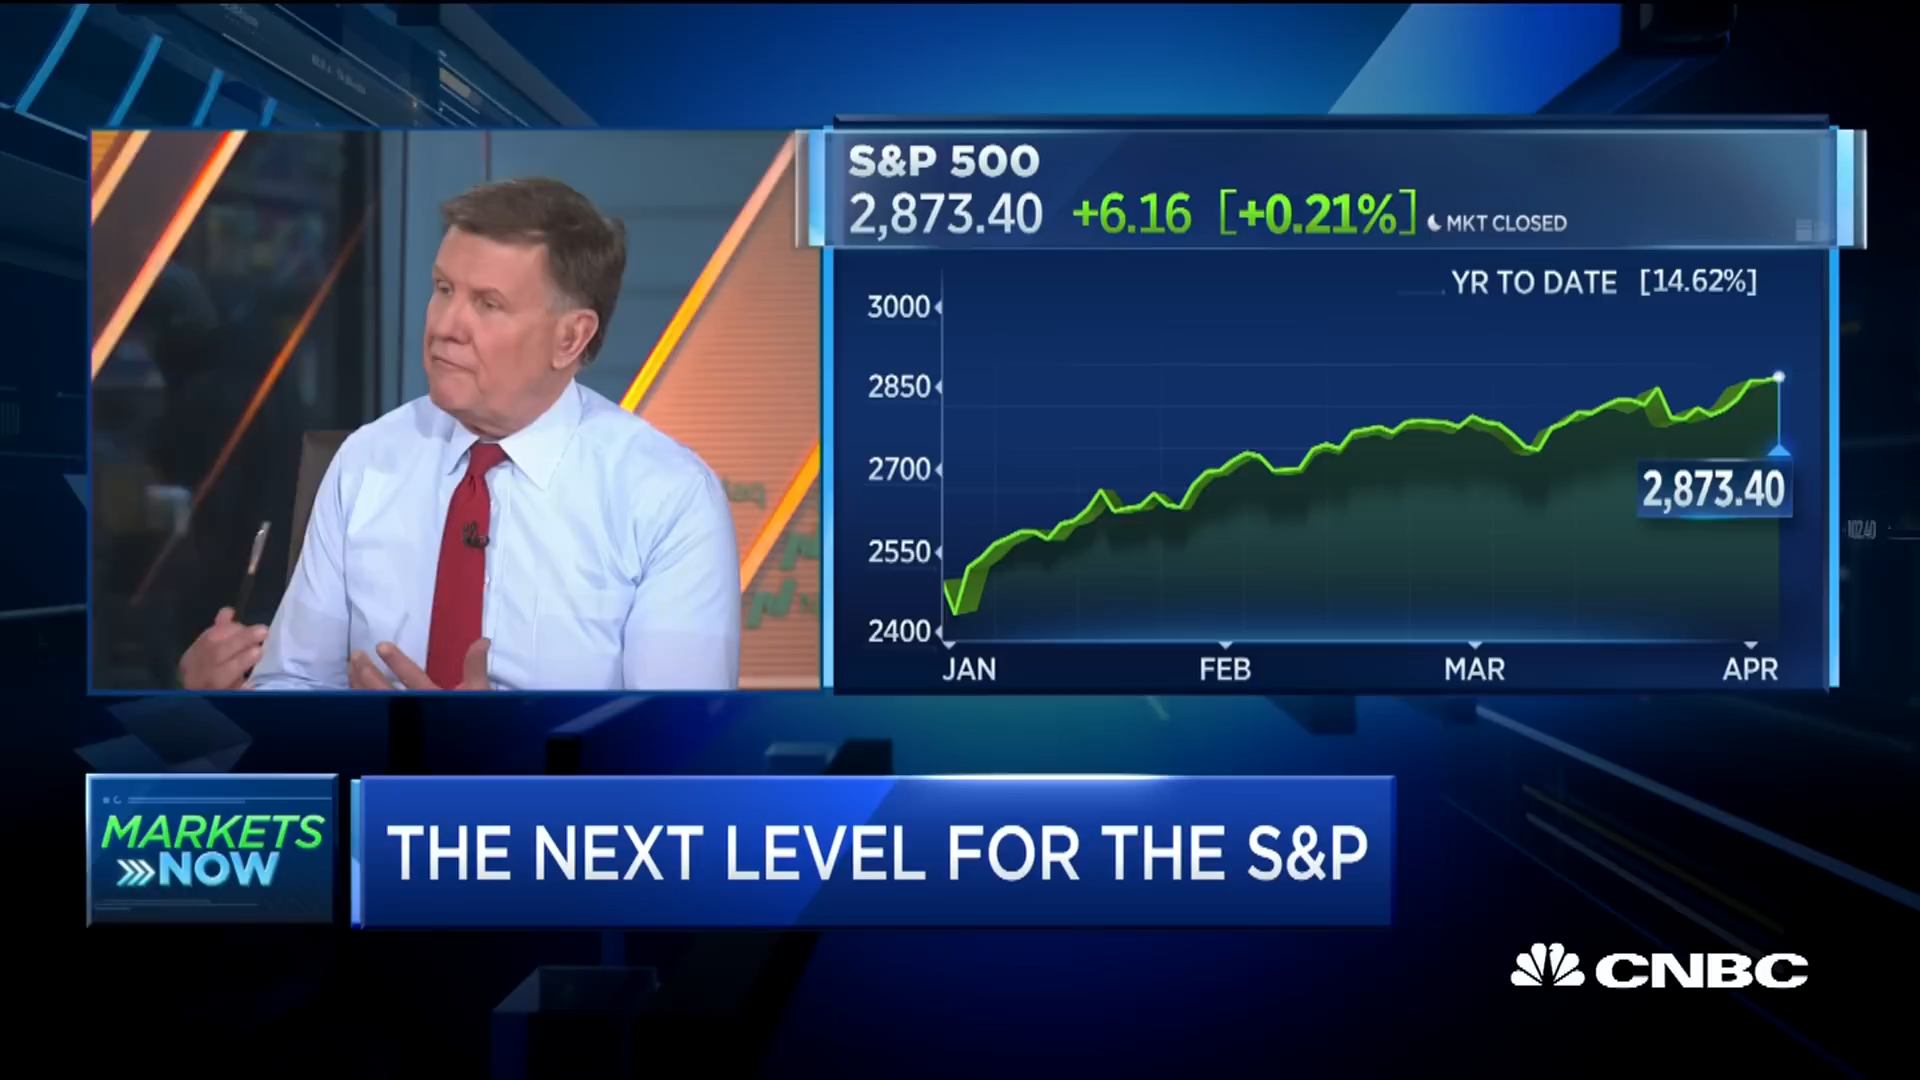 S&P 500
2,873.40 +6.16 [+0.21%] MKT CLOSED
YR TO DATE [14.62%]
3000
2850
2700
2550
2400
JAN FEB MAR APR
2,873.40
MARKETS
NOW
THE NEXT LEVEL FOR THE S&P
CNBC